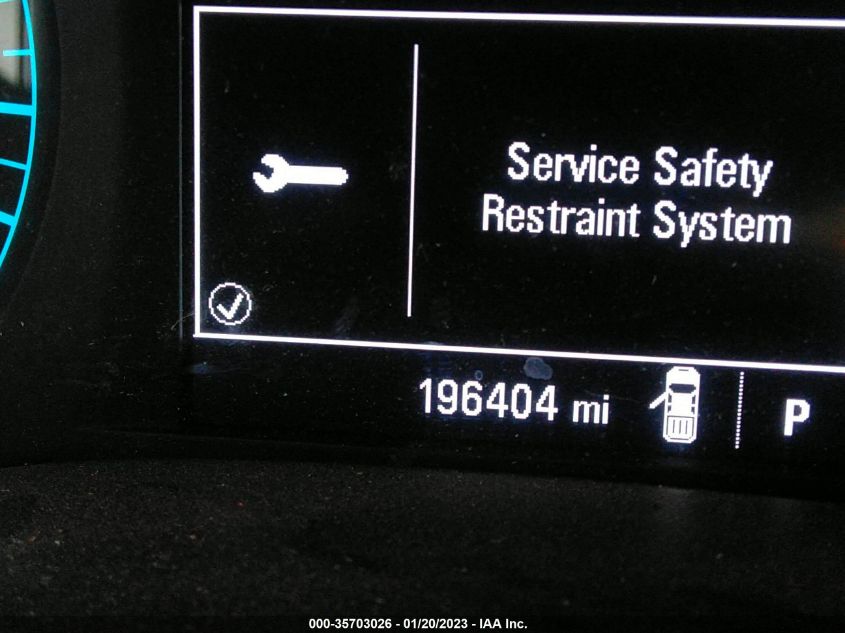 Service Safety
Restraint System
196404 mi
P
000-35703026 - 01/20/2023 - IAA Inc.